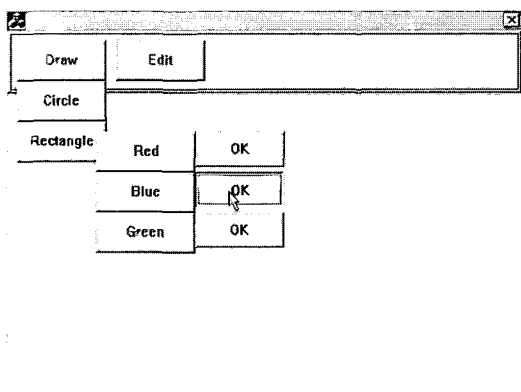 Draw Edit
Circle
Rectangle
Red OK
Blue OK
Green OK